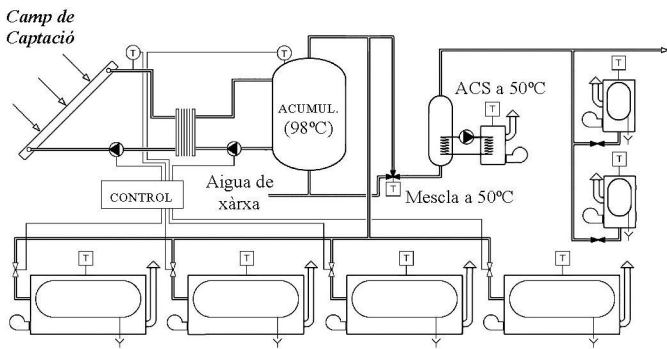 Camp de
Captació
T
T
T
ACUMUL.
(98ºC)
ACS a 50ºC
T
T
Aigua de
xàrxa
T
Mescla a 50ºC
CONTROL
T
T
T
T